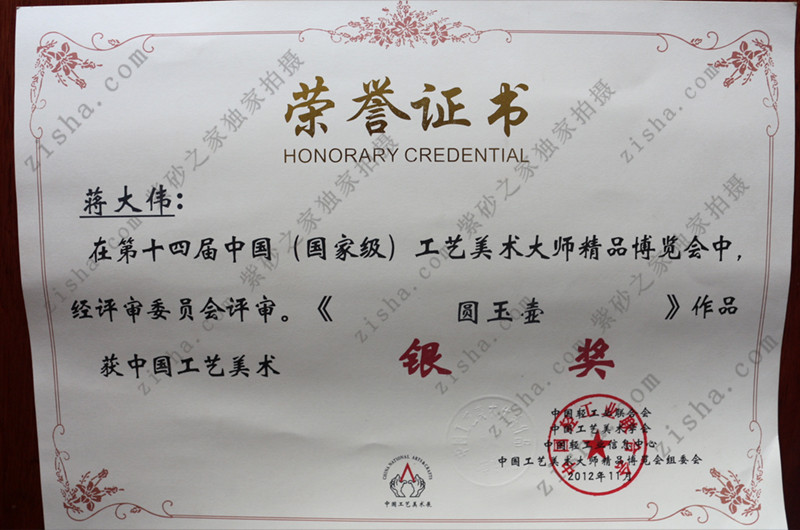 荣誉证书
HONORARY CREDENTIAL
蒋大伟:
在第十四届中国(国家级)工艺美术大师精品博览会中,
经评审委员会评审。《 圆玉壶 》作品
获中国工艺美术 银 奖
中国轻工业联合会
中国工艺美术学会
中国轻工业信息中心
中国工艺美术大师精品博览会组委会
2012年11月
CHINA NATIONAL ARTS&CRAFTS
中国工艺美术展
zisha.com 紫砂之家独家拍摄